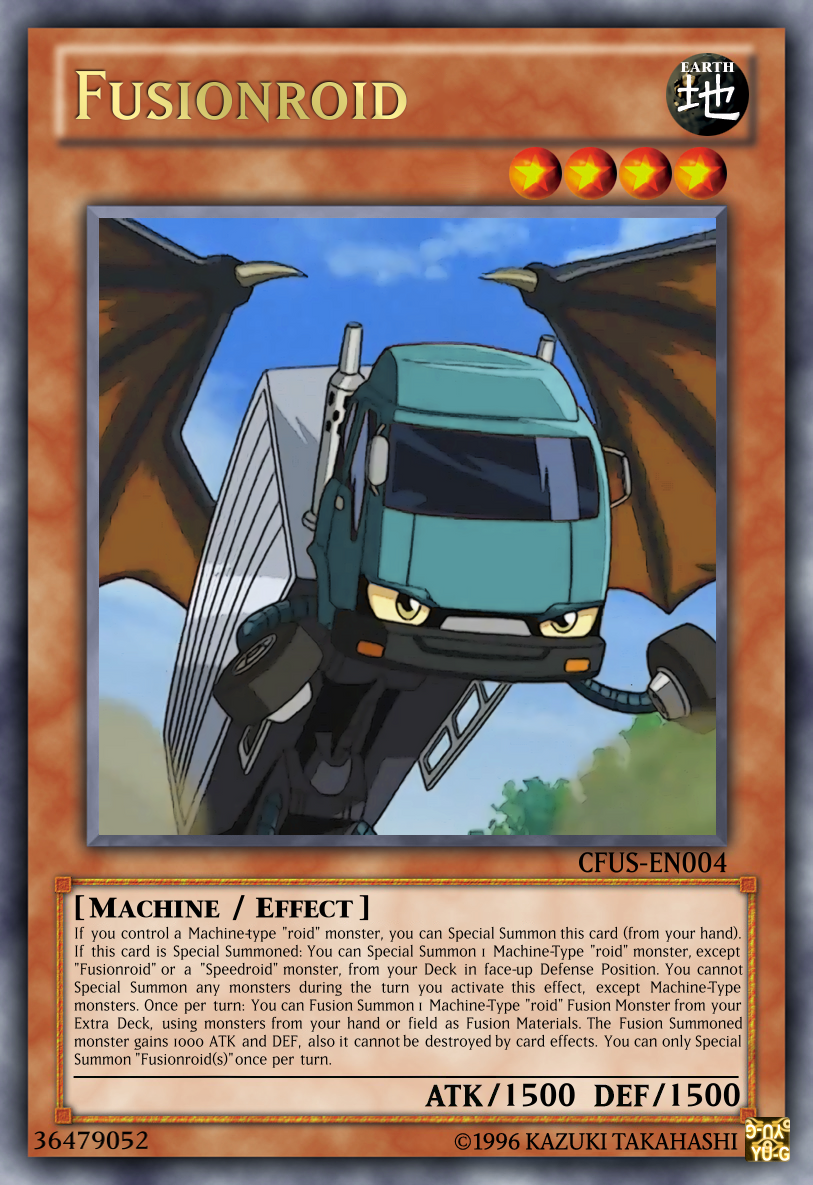 Fusionroid
EARTH
地
CFUS-EN004
[ Machine / Effect ]
If you control a Machine-type "roid" monster, you can Special Summon this card (from your hand).
If this card is Special Summoned: You can Special Summon 1 Machine-Type "roid" monster, except
"Fusionroid" or a "Speedroid" monster, from your Deck in face-up Defense Position. You cannot
Special Summon any monsters during the turn you activate this effect, except Machine-Type
monsters. Once per turn: You can Fusion Summon 1 Machine-Type "roid" Fusion Monster from your
Extra Deck, using monsters from your hand or field as Fusion Materials. The Fusion Summoned
monster gains 1000 ATK and DEF, also it cannot be destroyed by card effects. You can only Special
Summon "Fusionroid(s)"once per turn.
ATK/1500 DEF/1500
36479052
©1996 KAZUKI TAKAHASHI